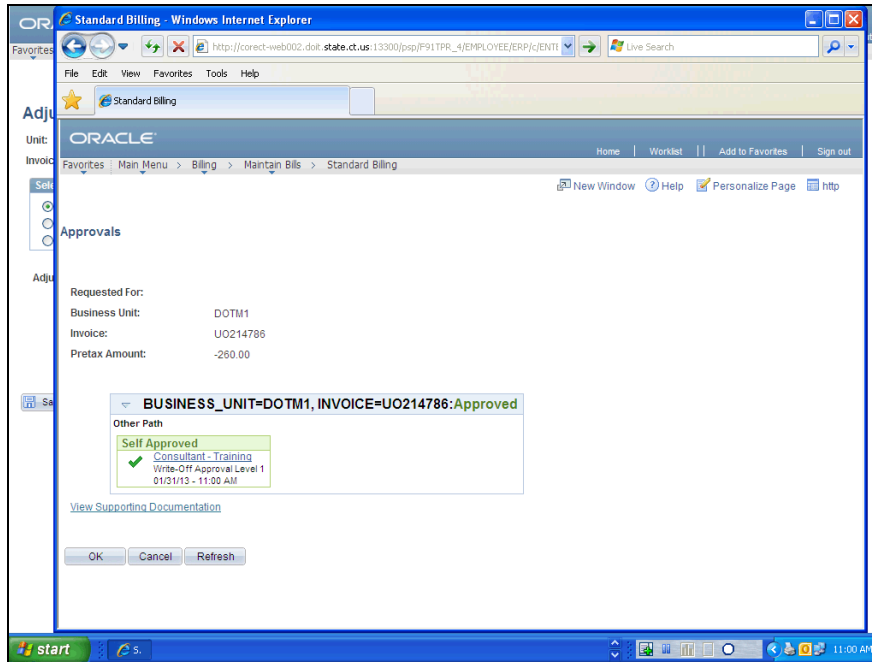 Standard Billing - Windows Internet Explorer
http://corect-web002.doit.state.ct.us:13300/psp/F91TPR_4/EMPLOYEE/ERP/c/ENTI
Live Search
File Edit View Favorites Tools Help
Standard Billing
ORACLE
Home | Worklist | | Add to Favorites | Sign out
Favorites | Main Menu > Billing > Maintain Bills > Standard Billing
New Window Help Personalize Page http
Approvals
Requested For:
Business Unit: DOTM1
Invoice: UO214786
Pretax Amount: -260.00
BUSINESS_UNIT=DOTM1, INVOICE=UO214786:Approved
Other Path
Self Approved
Consultant - Training
Write-Off Approval Level 1
01/31/13 - 11:00 AM
View Supporting Documentation
OK Cancel Refresh
OR
Favorites
Adju
Unit:
Invoic
Sele
Adju
Sa
start
S.
11:00 AM